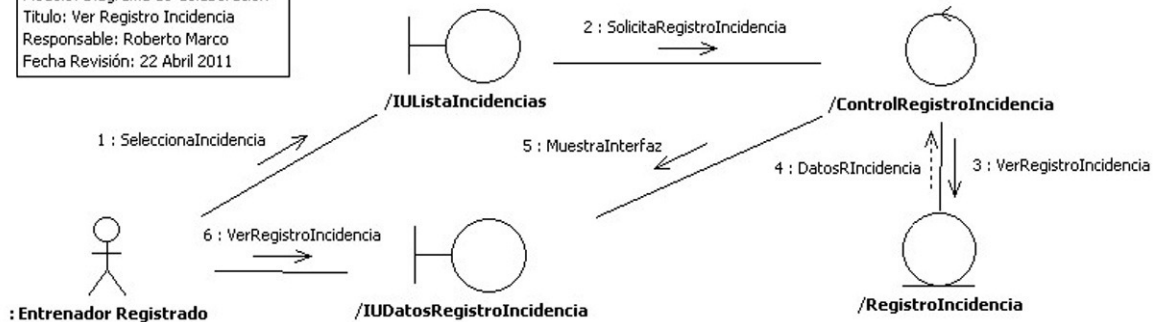 Titulo: Ver Registro Incidencia
Responsable: Roberto Marco
Fecha Revisión: 22 Abril 2011
2 : SolicitaRegistroIncidencia
/IUListaIncidencias
/ControlRegistroIncidencia
1 : SeleccionaIncidencia
5 : MuestraInterfaz
4 : DatosRIncidencia
3 : VerRegistroIncidencia
6 : VerRegistroIncidencia
: Entrenador Registrado
/IUDatosRegistroIncidencia
/RegistroIncidencia